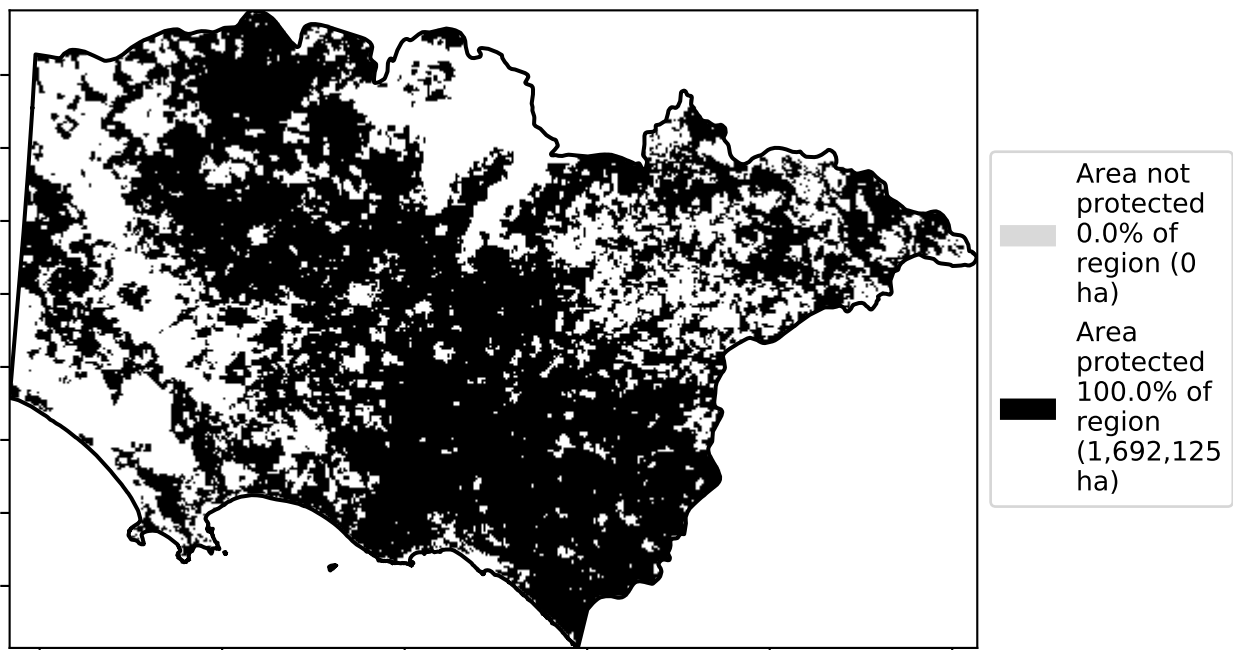 Area not
protected
0.0% of
region (0
ha)
Area
protected
100.0% of
region
(1,692,125
ha)